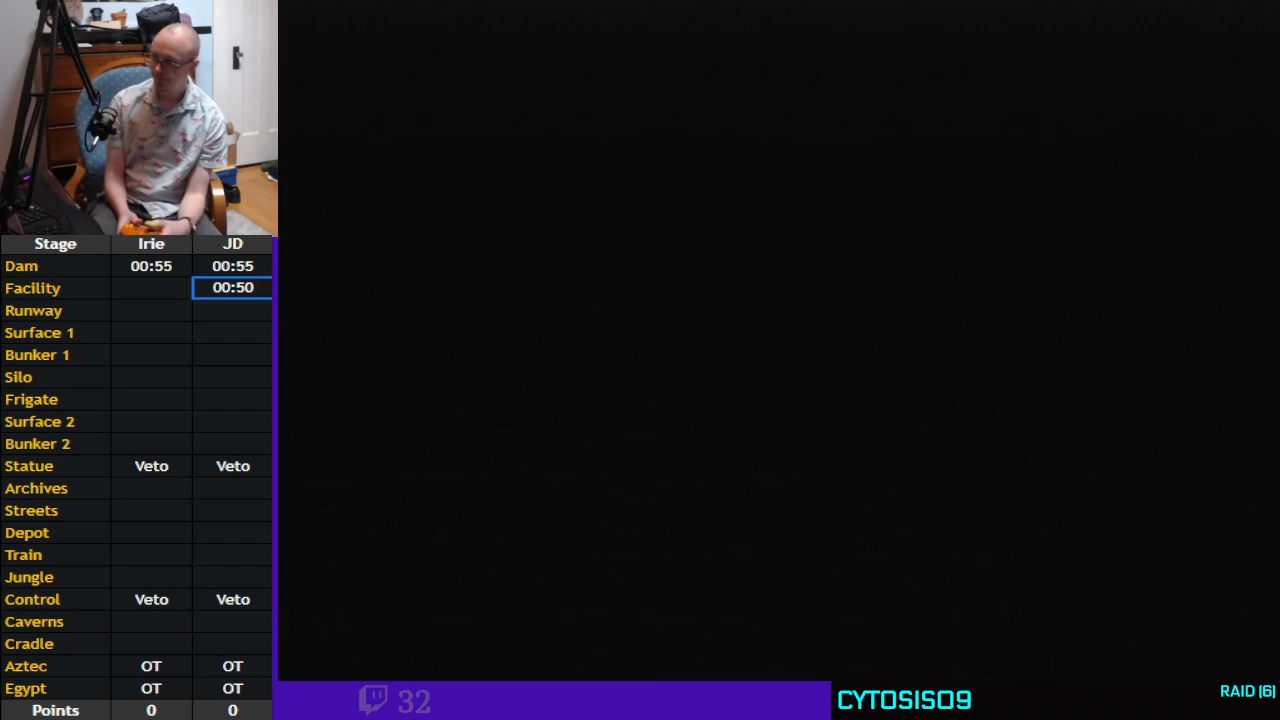 Stage Irie JD
Dam 00:55 00:55
Facility 00:50
Runway
Surface 1
Bunker 1
Silo
Frigate
Surface 2
Bunker 2
Statue Veto Veto
Archives
Streets
Depot
Train
Jungle
Control Veto Veto
Caverns
Cradle
Aztec OT OT
Egypt OT OT
Points 0 0
32
CYTOSIS09
RAID (6)